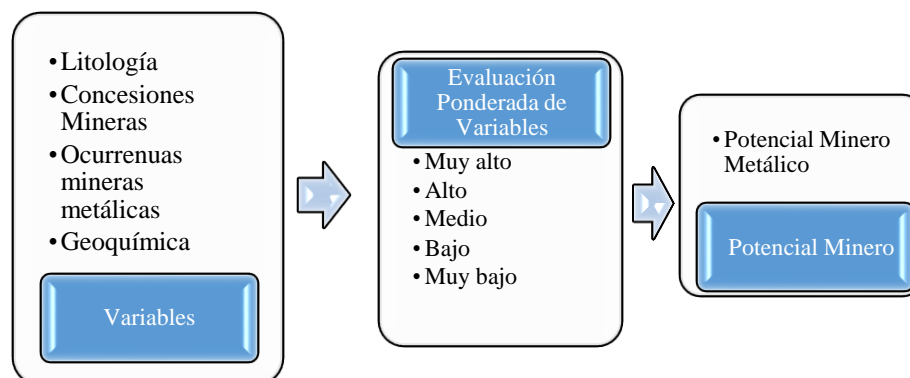 •Litología
•Concesiones
Mineras
•Ocurrenuas
mineras
metálicas
•Geoquímica
Variables
Evaluación
Ponderada de
Variables
•Muy alto
•Alto
•Medio
•Bajo
•Muy bajo
•Potencial Minero
Metálico
Potencial Minero